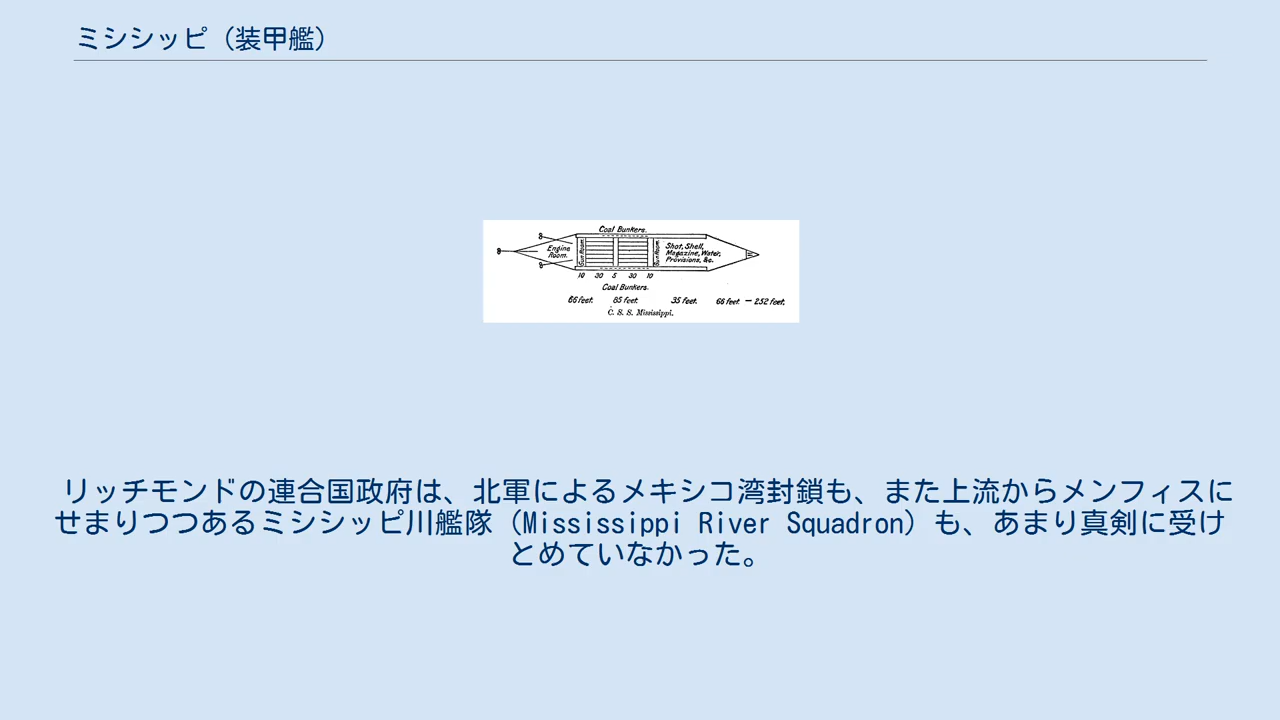 ミシシッピ（装甲艦）
Coal Bunkers.
Engine Room.
Gun Room
Gun Room
Shot, Shell,
Magazine, Water,
Provisions, &c.
10 30 5 30 10
Coal Bunkers.
66 feet. 85 feet. 35 feet. 66 feet — 252 feet.
C. S. S. Mississippi.
リッチモンドの連合国政府は、北軍によるメキシコ湾封鎖も、また上流からメンフィスに
せまりつつあるミシシッピ川艦隊（Mississippi River Squadron）も、あまり真剣に受け
とめていなかった。